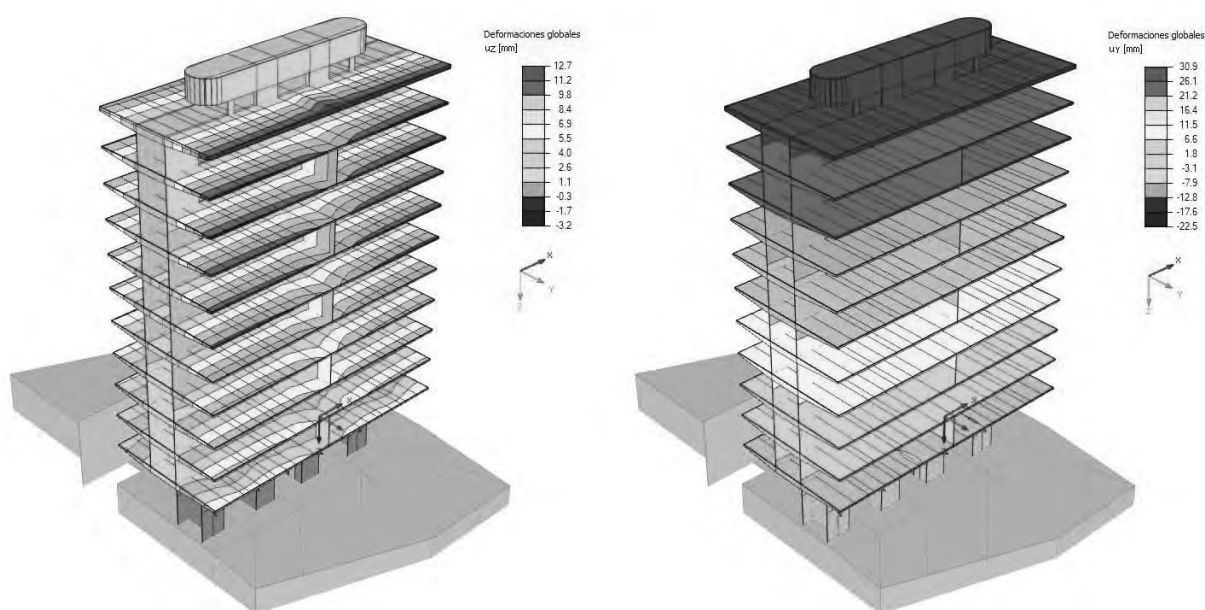 Deformaciones globales
uZ [mm]
12.7
11.2
9.8
8.4
6.9
5.5
4.0
2.6
1.1
-0.3
-1.7
-3.2
X
Y
Z
X
Deformaciones globales
uY [mm]
30.9
26.1
21.2
16.4
11.5
6.6
1.8
-3.1
-7.9
-12.8
-17.6
-22.5
X
Y
Z
X